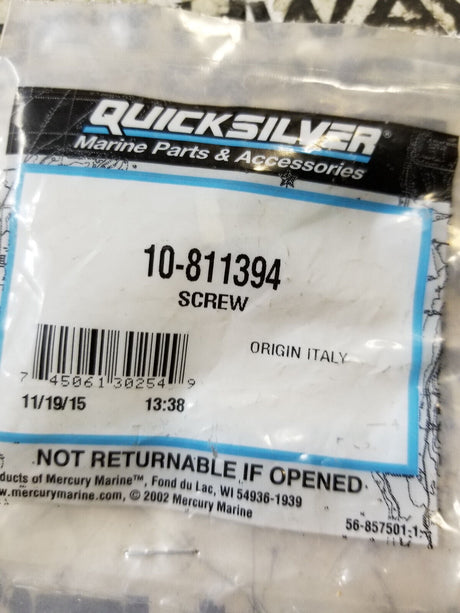 QUICKSILVER®
Marine Parts & Accessories
10-811394
SCREW
ORIGIN ITALY
7 45061 30254 9
11/19/15 13:38
NOT RETURNABLE IF OPENED
oducts of Mercury Marine™, Fond du Lac, WI 54936-1939
w.mercurymarine.com, © 2002 Mercury Marine
56-857501-1